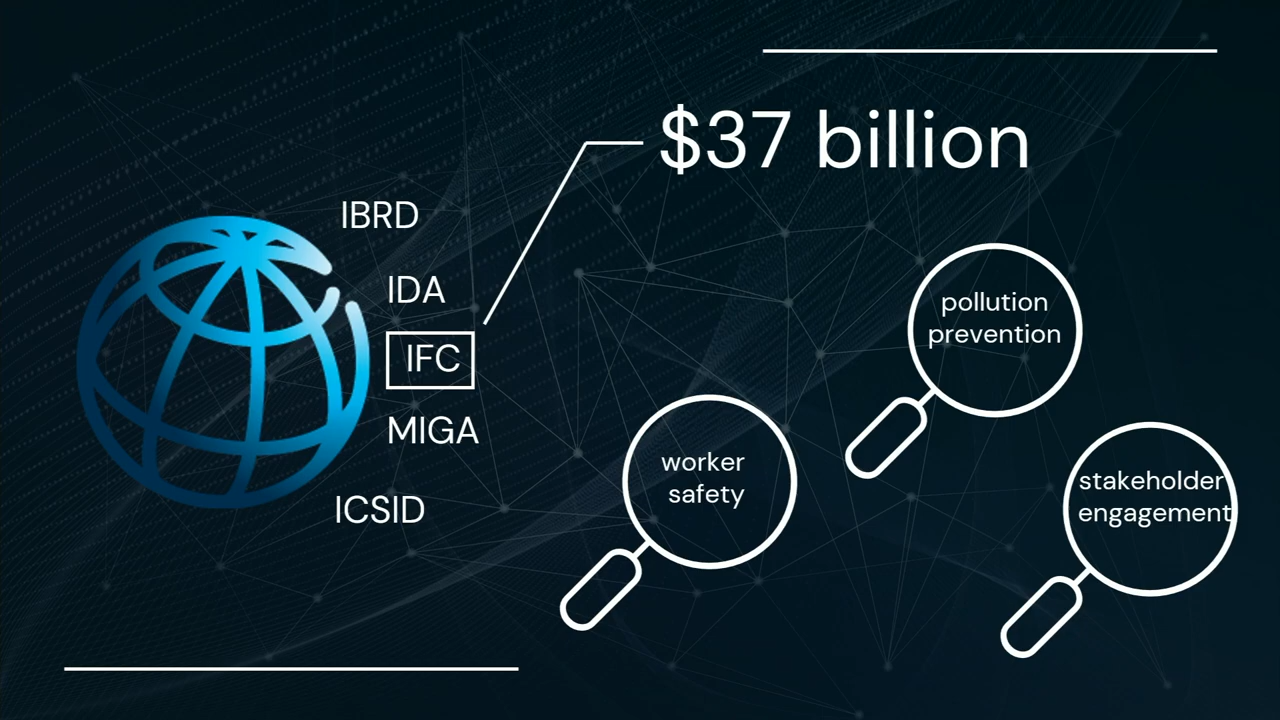 $37 billion
IBRD
IDA
IFC
MIGA
ICSID
pollution
prevention
worker
safety
stakeholder
engagement